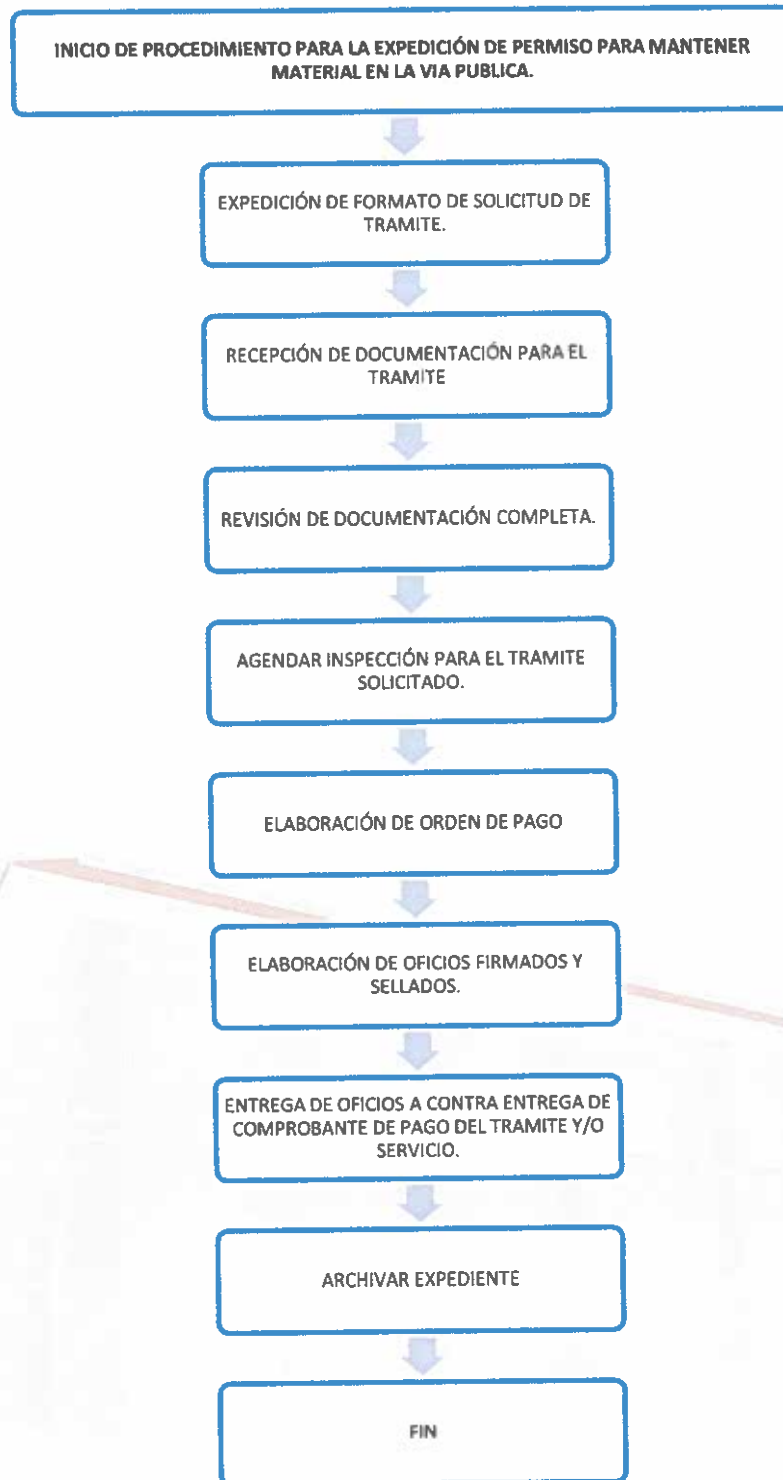 INICIO DE PROCEDIMIENTO PARA LA EXPEDICIÓN DE PERMISO PARA MANTENER
MATERIAL EN LA VIA PUBLICA.
EXPEDICIÓN DE FORMATO DE SOLICITUD DE
TRAMITE.
RECEPCIÓN DE DOCUMENTACIÓN PARA EL
TRAMITE
REVISIÓN DE DOCUMENTACIÓN COMPLETA.
AGENDAR INSPECCIÓN PARA EL TRAMITE
SOLICITADO.
ELABORACIÓN DE ORDEN DE PAGO
ELABORACIÓN DE OFICIOS FIRMADOS Y
SELLADOS.
ENTREGA DE OFICIOS A CONTRA ENTREGA DE
COMPROBANTE DE PAGO DEL TRAMITE Y/O
SERVICIO.
ARCHIVAR EXPEDIENTE
FIN